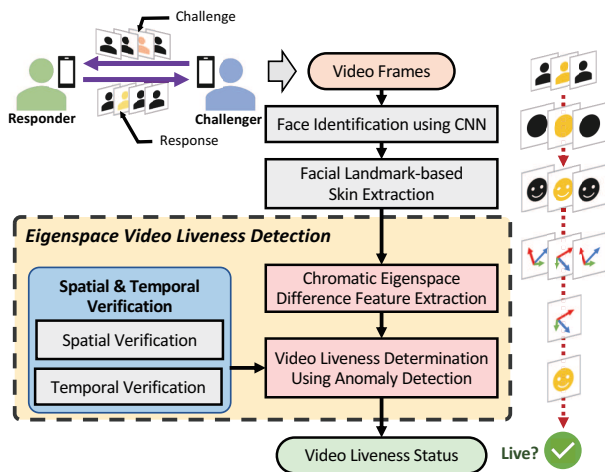 Challenge
Responder
Challenger
Response
Video Frames
Face Identification using CNN
Facial Landmark-based
Skin Extraction
Eigenspace Video Liveness Detection
Spatial & Temporal
Verification
Spatial Verification
Temporal Verification
Chromatic Eigenspace
Difference Feature Extraction
Video Liveness Determination
Using Anomaly Detection
Video Liveness Status
Live?